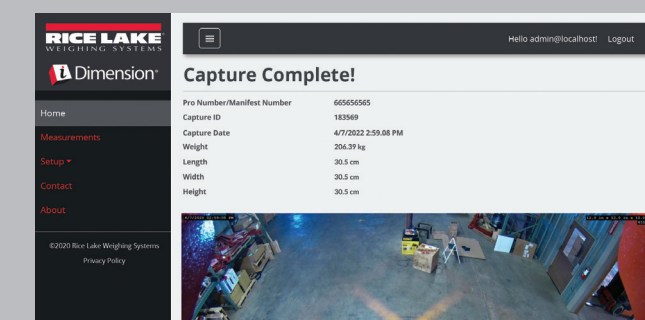 RICE LAKE
WEIGHING SYSTEMS
iDimension®
Hello admin@localhost! Logout
Capture Complete!
Pro Number/Manifest Number 665656565
Capture ID 183569
Capture Date 4/7/2022 2:59.08 PM
Weight 206.39 kg
Length 30.5 cm
Width 30.5 cm
Height 30.5 cm
Home
Measurements
Setup
Contact
About
©2020 Rice Lake Weighing Systems
Privacy Policy